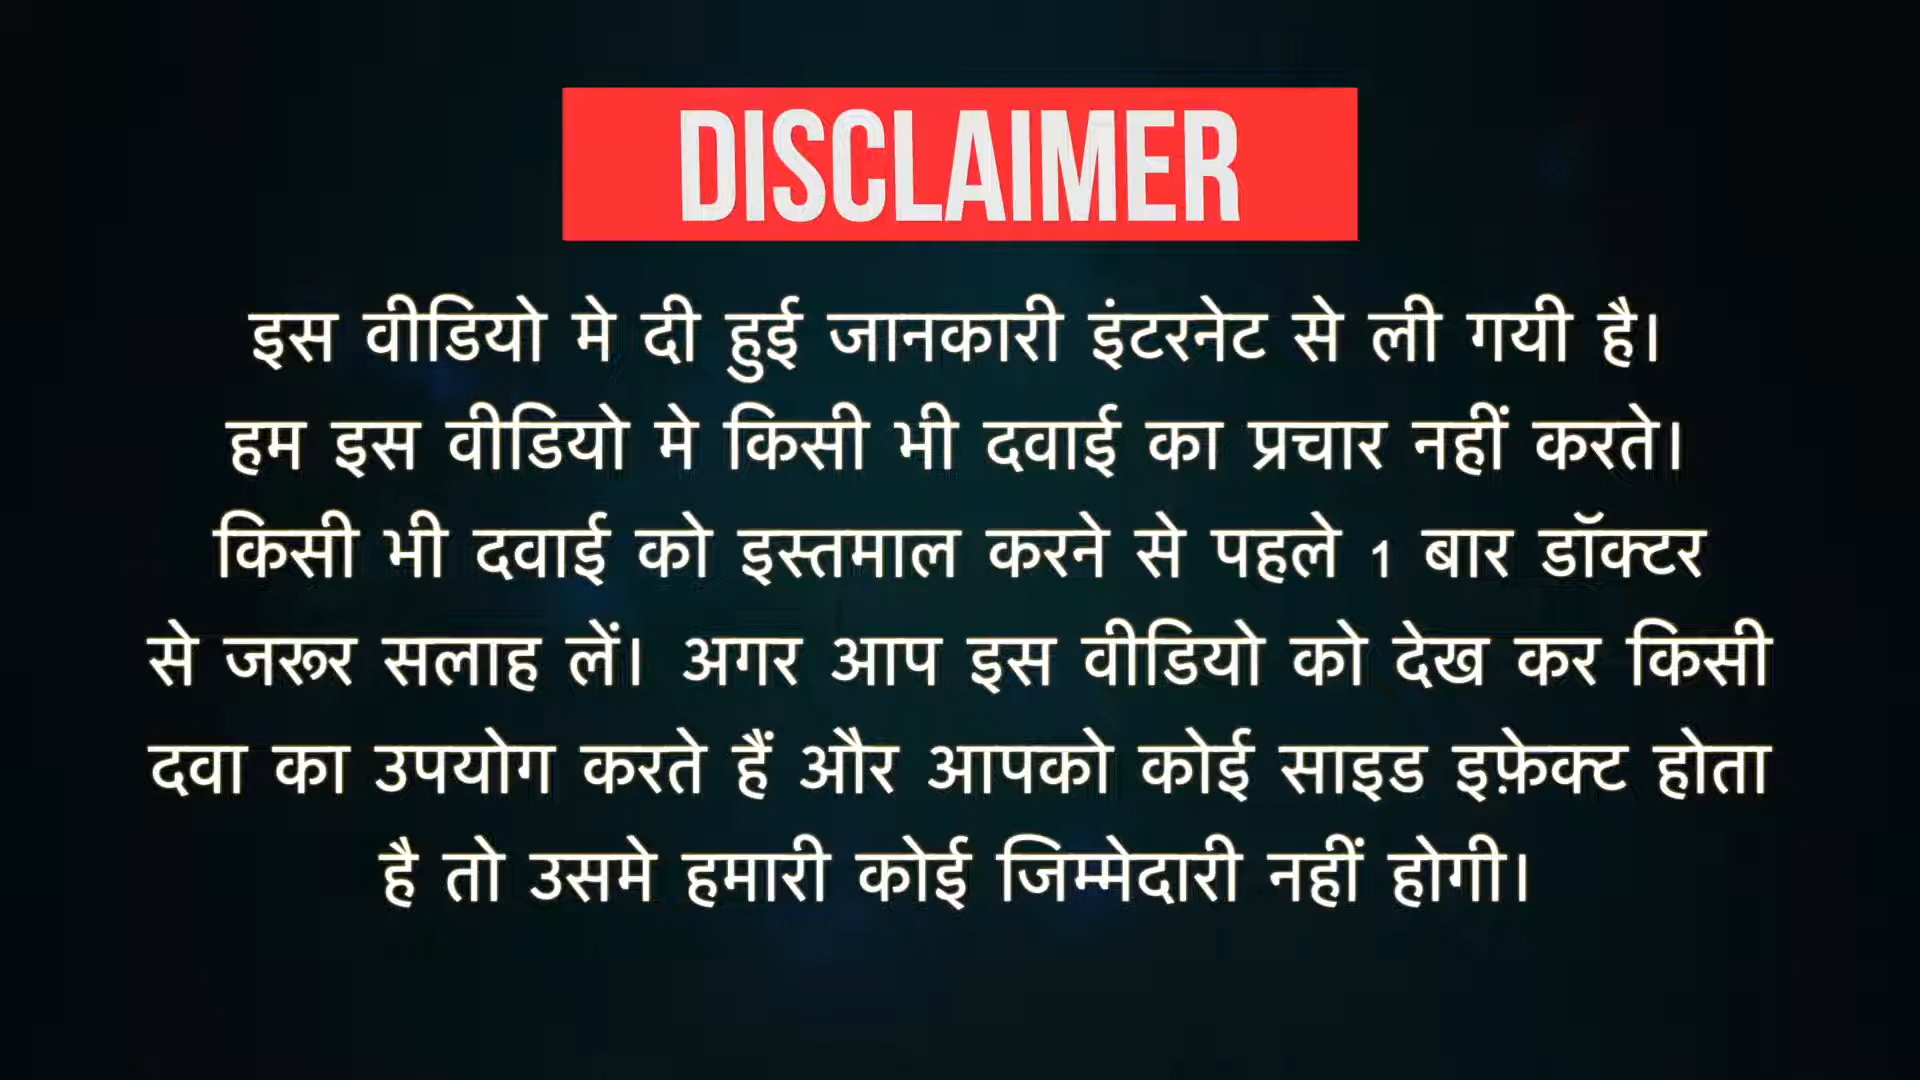 DISCLAIMER
इस वीडियो मे दी हुई जानकारी इंटरनेट से ली गयी है।
हम इस वीडियो मे किसी भी दवाई का प्रचार नहीं करते।
किसी भी दवाई को इस्तमाल करने से पहले 1 बार डॉक्टर
से जरूर सलाह लें। अगर आप इस वीडियो को देख कर किसी
दवा का उपयोग करते हैं और आपको कोई साइड इफ़ेक्ट होता
है तो उसमे हमारी कोई जिम्मेदारी नहीं होगी।